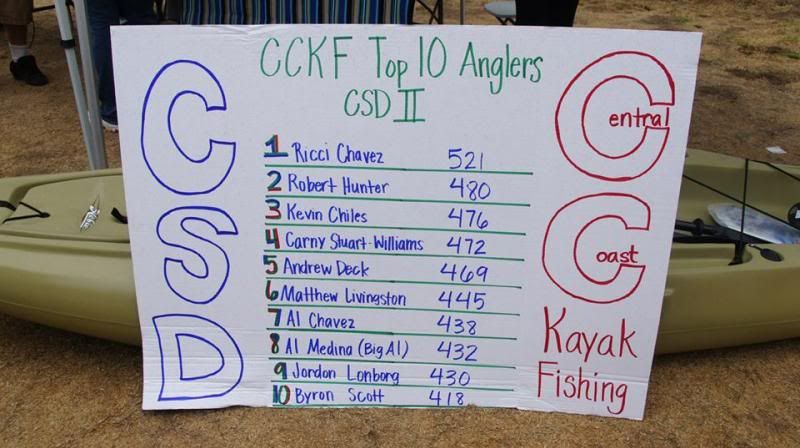 CCKF Top 10 Anglers
CSD II
CSD
1 Ricci Chavez 521
2 Robert Hunter 480
3 Kevin Chiles 476
4 Carny Stuart-Williams 472
5 Andrew Deck 469
6 Matthew Livingston 445
7 Al Chavez 438
8 Al Medina (Big Al) 432
9 Jordon Lonborg 430
10 Byron Scott 418
Central
Coast
Kayak
Fishing